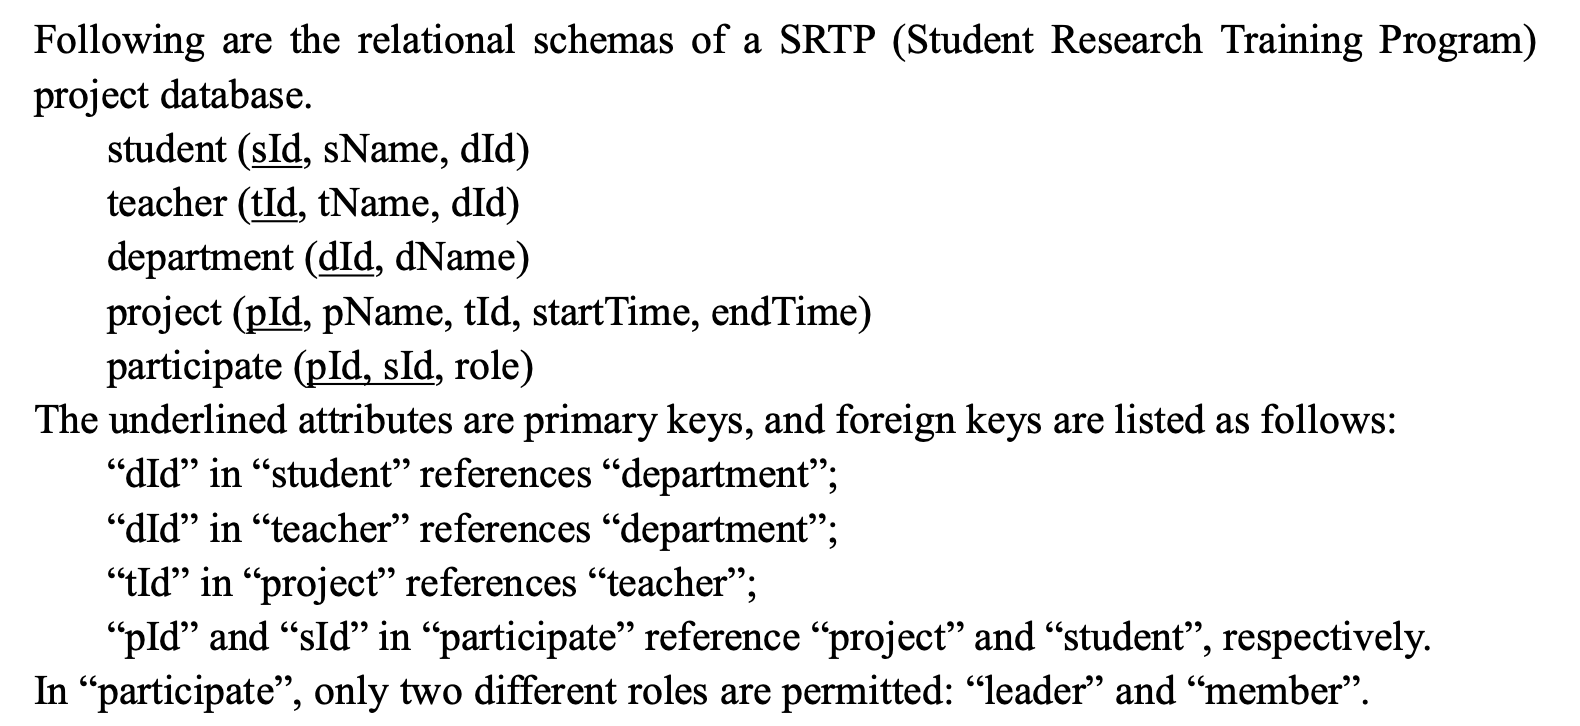 Following are the relational schemas of a SRTP (Student Research Training Program)
project database.
student (sId, sName, dId)
teacher (tId, tName, dId)
department (dId, dName)
project (pId, pName, tId, startTime, endTime)
participate (pId, sId, role)
The underlined attributes are primary keys, and foreign keys are listed as follows:
“dId” in “student” references “department”;
“dId” in “teacher” references “department”;
“tId” in “project” references “teacher”;
“pId” and “sId” in “participate” reference “project” and “student”, respectively.
In “participate”, only two different roles are permitted: “leader” and “member”.